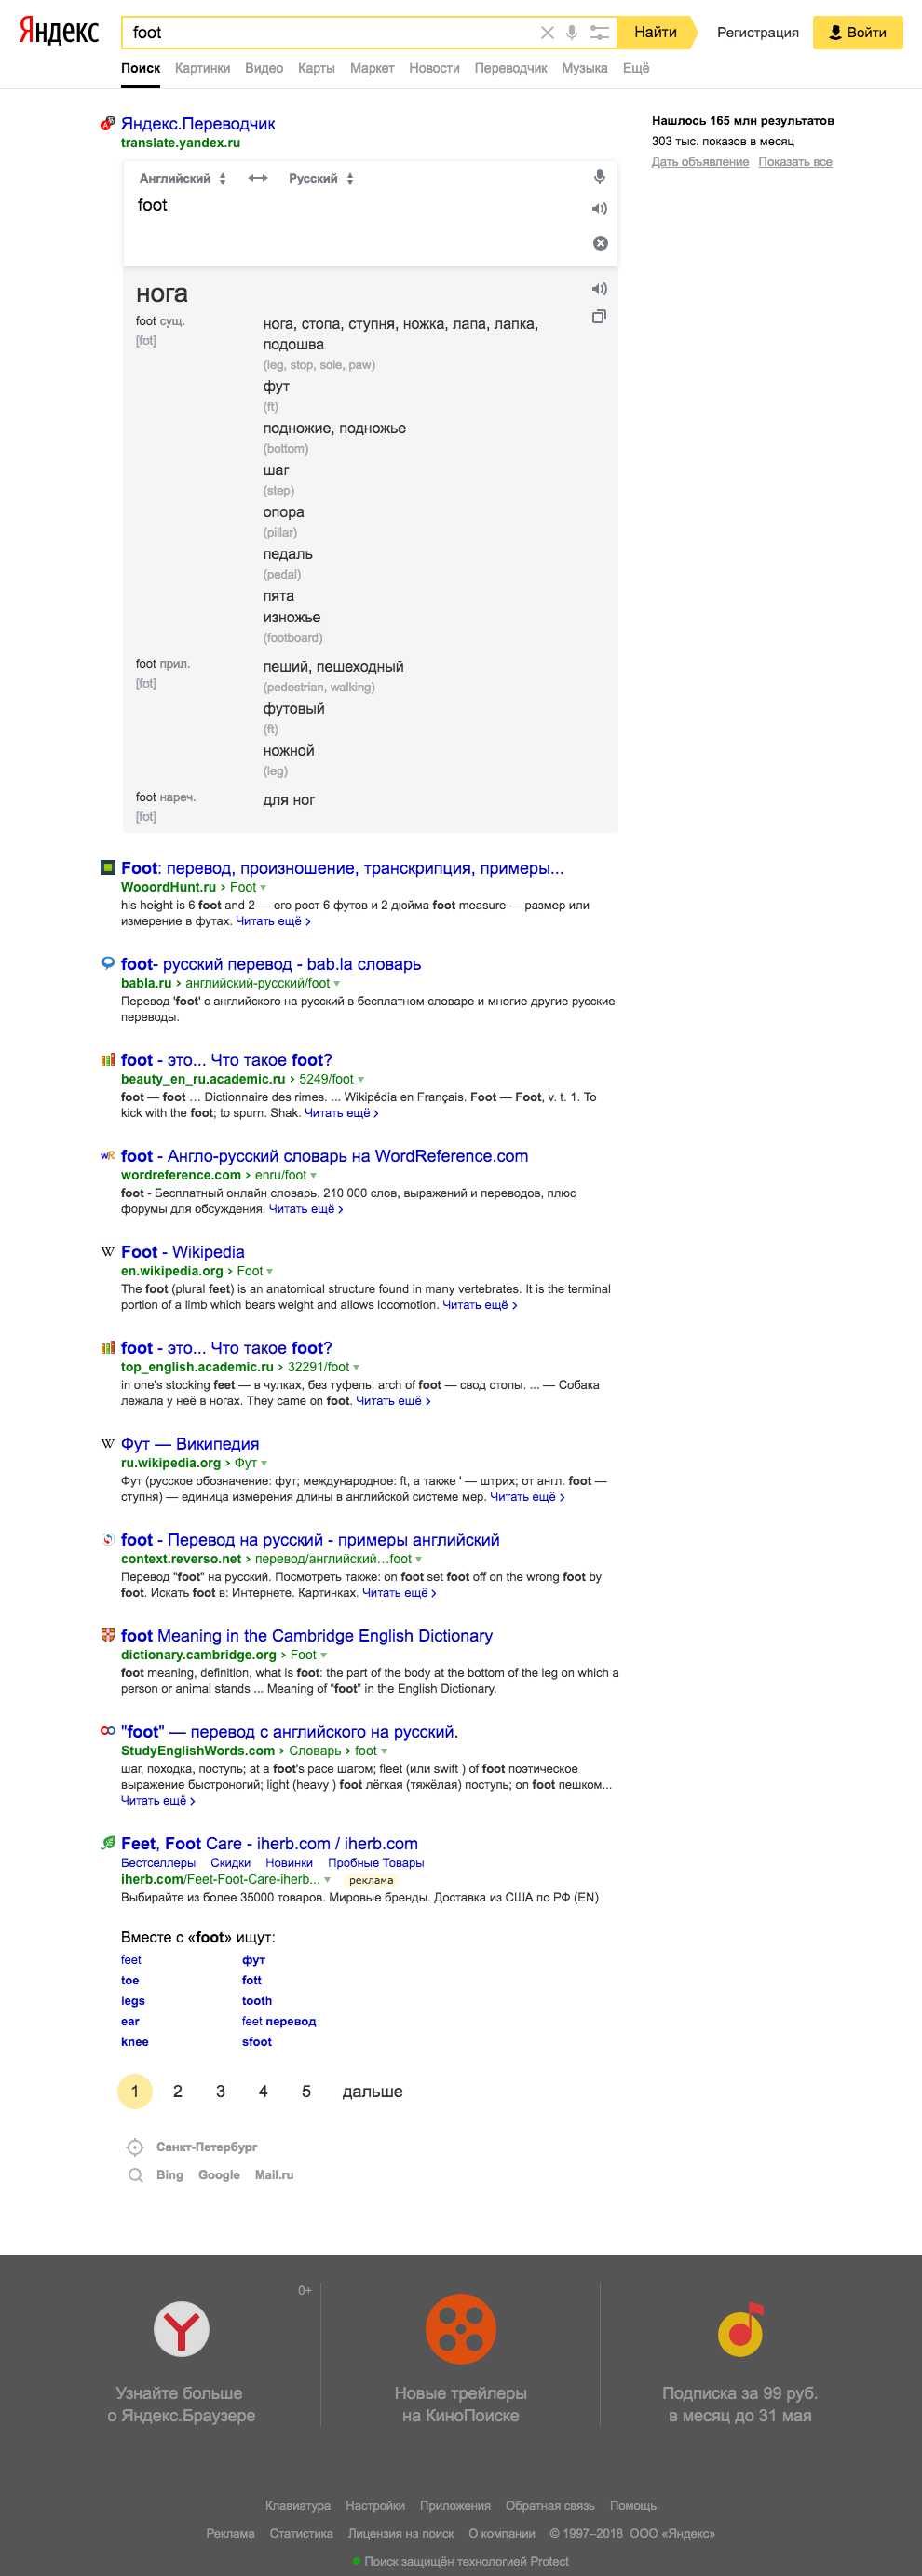 Яндекс
foot
Найти
Регистрация
Войти
Поиск Картинки Видео Карты Маркет Новости Переводчик Музыка Ещё
Яндекс.Переводчик
translate.yandex.ru
Английский Русский
foot
нога
foot сущ.
[fʊt]
нога, стопа, ступня, ножка, лапа, лапка,
подошва
(leg, stop, sole, paw)
фут
(ft)
подножие, подножье
(bottom)
шаг
(step)
опора
(pillar)
педаль
(pedal)
пята
изножье
(footboard)
foot прил.
[fʊt]
пеший, пешеходный
(pedestrian, walking)
футовый
(ft)
ножной
(leg)
foot нареч.
[fʊt]
для ног
Нашлось 165 млн результатов
303 тыс. показов в месяц
Дать объявление Показать все
Foot: перевод, произношение, транскрипция, примеры...
WooordHunt.ru › Foot
his height is 6 foot and 2 — его рост 6 футов и 2 дюйма foot measure — размер или
измерение в футах. Читать ещё ›
foot- русский перевод - bab.la словарь
babla.ru › английский-русский/foot
Перевод 'foot' с английского на русский в бесплатном словаре и многие другие русские
переводы.
foot - это... Что такое foot?
beauty_en_ru.academic.ru › 5249/foot
foot — foot … Dictionnaire des rimes. ... Wikipédia en Français. Foot — Foot, v. t. 1. To
kick with the foot; to spurn. Shak. Читать ещё ›
foot - Англо-русский словарь на WordReference.com
wordreference.com › enru/foot
foot - Бесплатный онлайн словарь. 210 000 слов, выражений и переводов, плюс
форумы для обсуждения. Читать ещё ›
Foot - Wikipedia
en.wikipedia.org › Foot
The foot (plural feet) is an anatomical structure found in many vertebrates. It is the terminal
portion of a limb which bears weight and allows locomotion. Читать ещё ›
foot - это... Что такое foot?
top_english.academic.ru › 32291/foot
in one's stocking feet — в чулках, без туфель. arch of foot — свод стопы. ... — Собака
лежала у неё в ногах. They came on foot. Читать ещё ›
Фут — Википедия
ru.wikipedia.org › Фут
Фут (русское обозначение: фут; международное: ft, а также ' — штрих; от англ. foot —
ступня) — единица измерения длины в английской системе мер. Читать ещё ›
foot - Перевод на русский - примеры английский
context.reverso.net › перевод/английский…foot
Перевод "foot" на русский. Посмотреть также: on foot set foot off on the wrong foot by
foot. Искать foot в: Интернете. Картинках. Читать ещё ›
foot Meaning in the Cambridge English Dictionary
dictionary.cambridge.org › Foot
foot meaning, definition, what is foot: the part of the body at the bottom of the leg on which a
person or animal stands ... Meaning of “foot” in the English Dictionary.
"foot" — перевод с английского на русский.
StudyEnglishWords.com › Словарь › foot
шаг, походка, поступь; at a foot's pace шагом; fleet (или swift ) of foot поэтическое
выражение быстроногий; light (heavy ) foot лёгкая (тяжёлая) поступь; on foot пешком...
Читать ещё ›
Feet, Foot Care - iherb.com / iherb.com
Бестселлеры Скидки Новинки Пробные Товары
iherb.com/Feet-Foot-Care-iherb... реклама
Выбирайте из более 35000 товаров. Мировые бренды. Доставка из США по РФ (EN)
Вместе с «foot» ищут:
feet фут
toe fott
legs tooth
ear feet перевод
knee sfoot
1 2 3 4 5 дальше
Санкт-Петербург
Bing Google Mail.ru
0+
Узнайте больше
о Яндекс.Браузере
Новые трейлеры
на КиноПоиске
Подписка за 99 руб.
в месяц до 31 мая
Клавиатура Настройки Приложения Обратная связь Помощь
Реклама Статистика Лицензия на поиск О компании © 1997–2018 ООО «Яндекс»
Поиск защищён технологией Protect